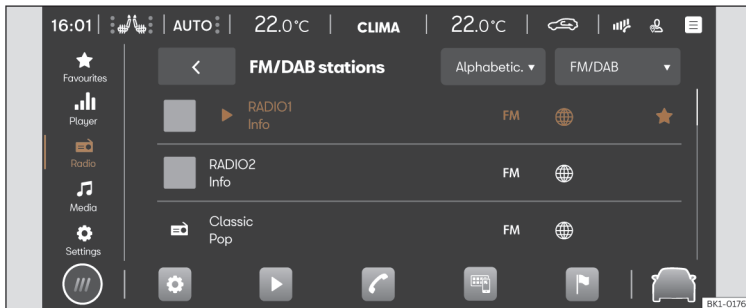 16:01 AUTO 22.0°C CLIMA 22.0°C
Favourites
Player
Radio
Media
Settings
FM/DAB stations Alphabetic. FM/DAB
RADIO1 FM
Info
RADIO2 FM
Info
Classic FM
Pop
BK1-0176